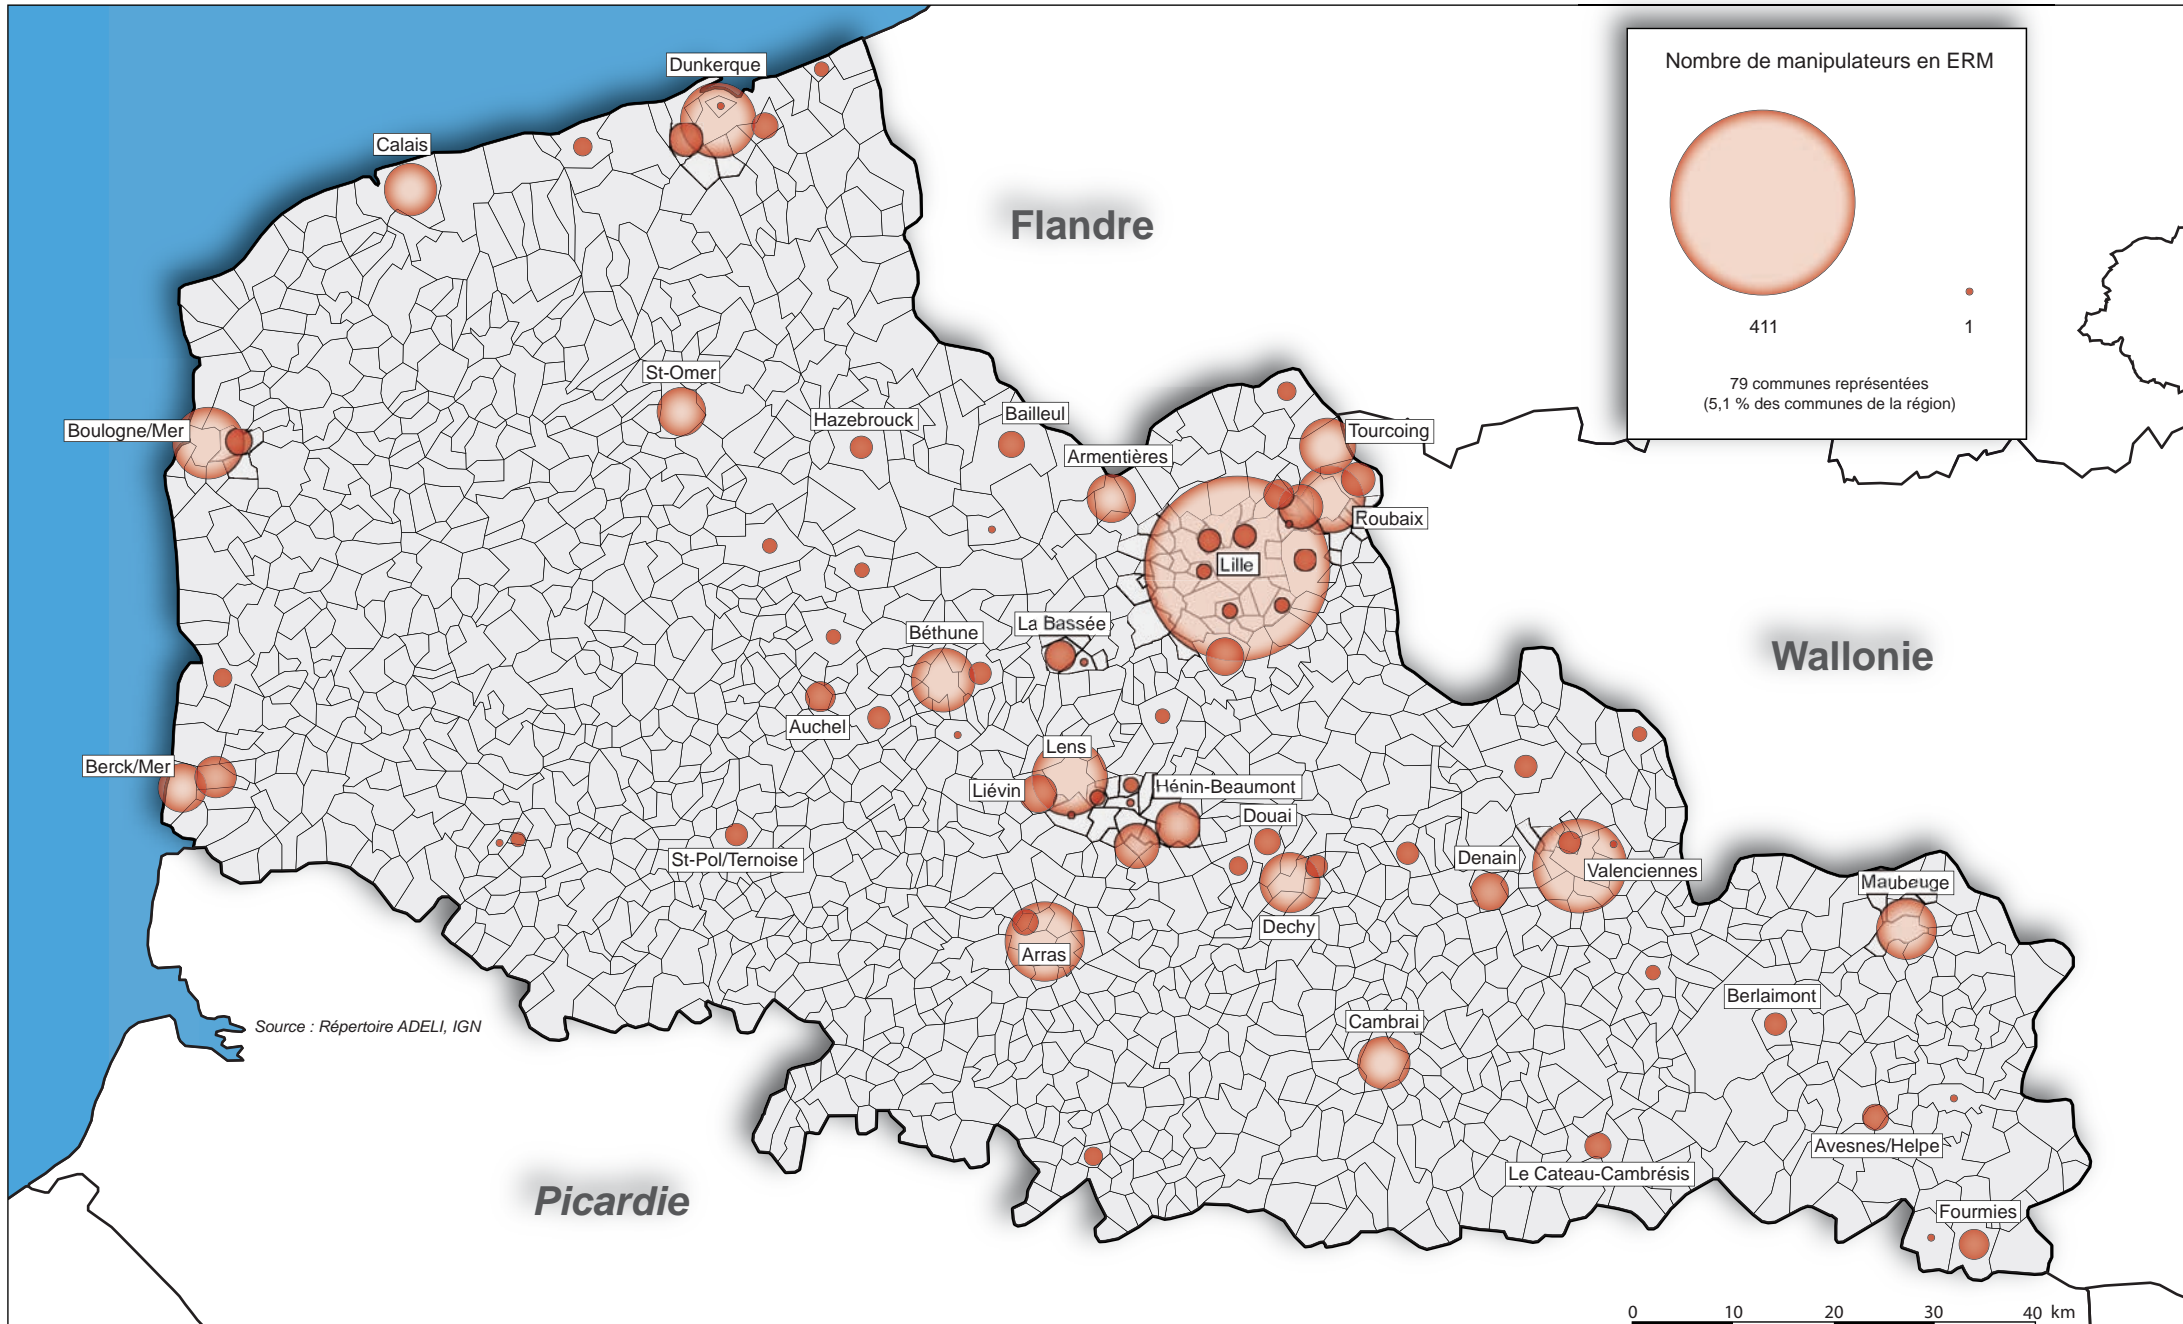 Nombre de manipulateurs en ERM
411
1
79 communes représentées
(5,1 % des communes de la région)
Dunkerque
Calais
Flandre
St-Omer
Boulogne/Mer
Hazebrouck
Bailleul
Armentières
Tourcoing
Roubaix
Lille
La Bassée
Béthune
Wallonie
Auchel
Berck/Mer
Lens
Liévin
Hénin-Beaumont
Douai
St-Pol/Ternoise
Denain
Valenciennes
Maubeuge
Dechy
Arras
Berlaimont
Source : Répertoire ADELI, IGN
Cambrai
Avesnes/Helpe
Le Cateau-Cambrésis
Picardie
Fourmies
0 10 20 30 40 km